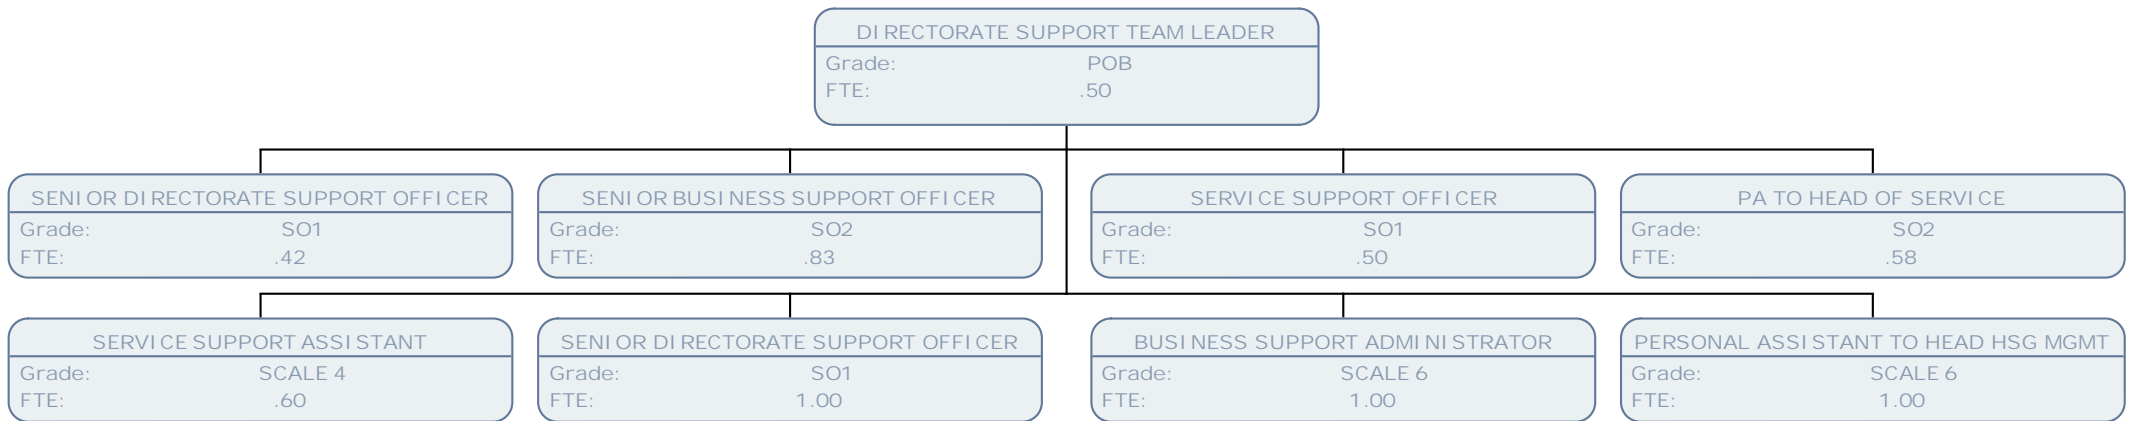 DIRECTORATE SUPPORT TEAM LEADER
Grade: POB
FTE: .50
SENIOR DIRECTORATE SUPPORT OFFICER
Grade: SO1
FTE: .42
SENIOR BUSINESS SUPPORT OFFICER
Grade: SO2
FTE: .83
SERVICE SUPPORT OFFICER
Grade: SO1
FTE: .50
PA TO HEAD OF SERVICE
Grade: SO2
FTE: .58
SERVICE SUPPORT ASSISTANT
Grade: SCALE 4
FTE: .60
SENIOR DIRECTORATE SUPPORT OFFICER
Grade: SO1
FTE: 1.00
BUSINESS SUPPORT ADMINISTRATOR
Grade: SCALE 6
FTE: 1.00
PERSONAL ASSISTANT TO HEAD HSG MGMT
Grade: SCALE 6
FTE: 1.00